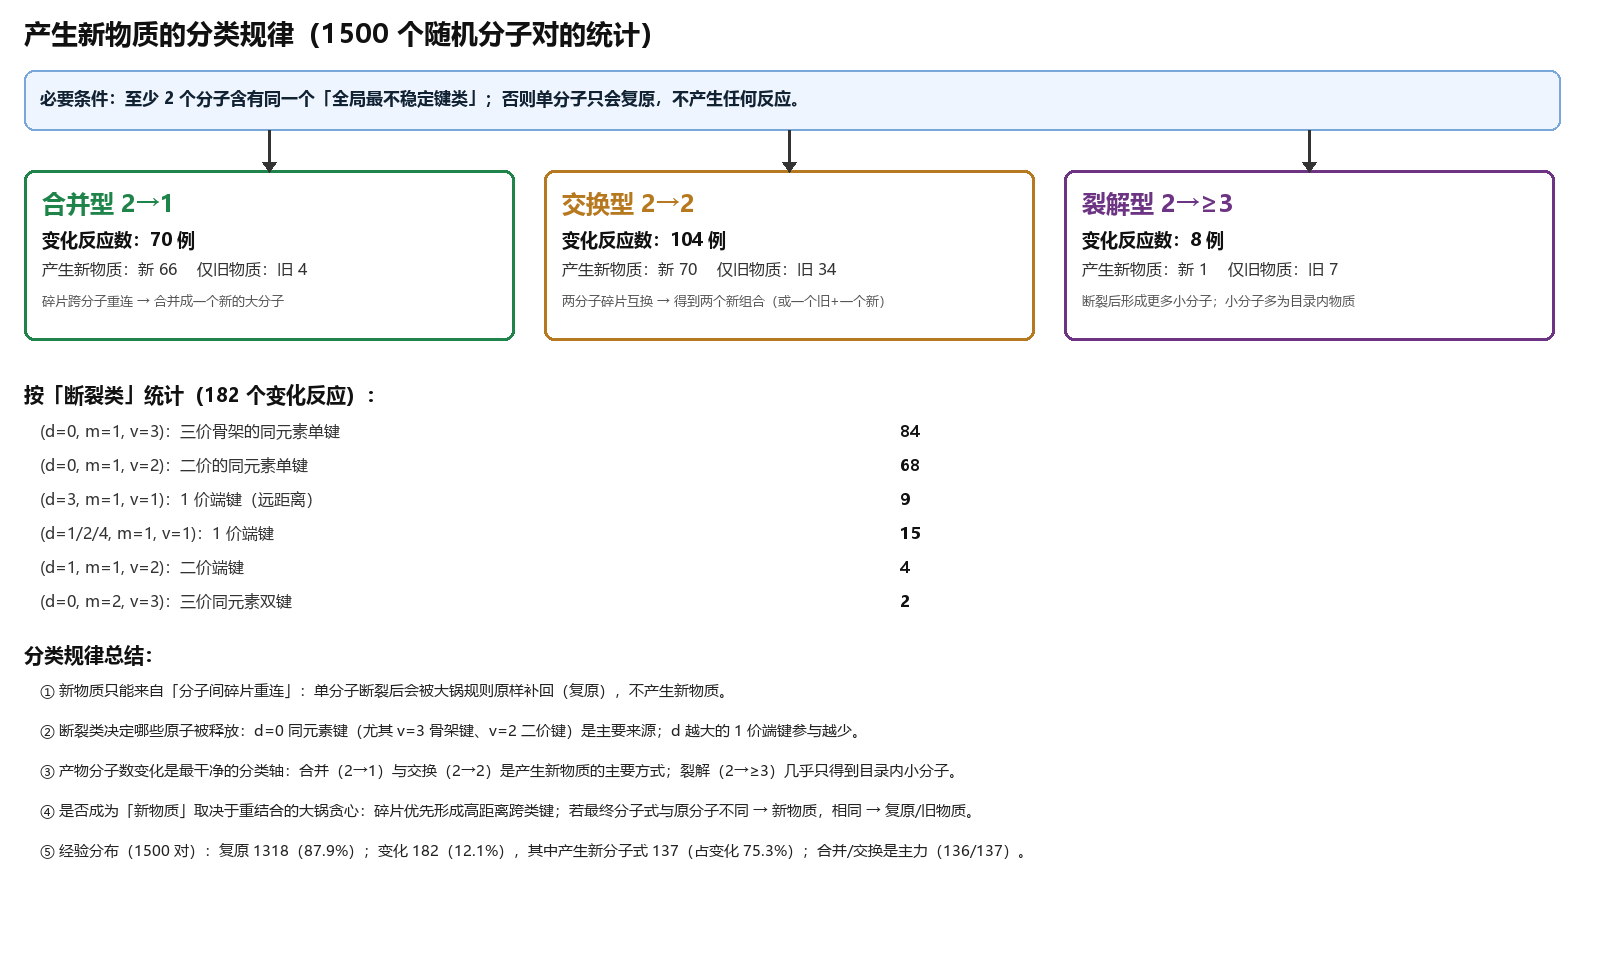 产生新物质的分类规律（1500 个随机分子对的统计）
必要条件：至少 2 个分子含有同一个「全局最不稳定键类」；否则单分子只会复原，不产生任何反应。
合并型 2→1
变化反应数：70 例
产生新物质：新 66 仅旧物质：旧 4
碎片跨分子重连 → 合并成一个新的大分子
交换型 2→2
变化反应数：104 例
产生新物质：新 70 仅旧物质：旧 34
两分子碎片互换 → 得到两个新组合（或一个旧+一个新）
裂解型 2→≥3
变化反应数：8 例
产生新物质：新 1 仅旧物质：旧 7
断裂后形成更多小分子；小分子多为目录内物质
按「断裂类」统计（182 个变化反应）：
(d=0, m=1, v=3)：三价骨架的同元素单键 84
(d=0, m=1, v=2)：二价的同元素单键 68
(d=3, m=1, v=1)：1 价端键（远距离） 9
(d=1/2/4, m=1, v=1)：1 价端键 15
(d=1, m=1, v=2)：二价端键 4
(d=0, m=2, v=3)：三价同元素双键 2
分类规律总结：
① 新物质只能来自「分子间碎片重连」：单分子断裂后会被大锅规则原样补回（复原），不产生新物质。
② 断裂类决定哪些原子被释放：d=0 同元素键（尤其 v=3 骨架键、v=2 二价键）是主要来源；d 越大的 1 价端键参与越少。
③ 产物分子数变化是最干净的分类轴：合并（2→1）与交换（2→2）是产生新物质的主要方式；裂解（2→≥3）几乎只得到目录内小分子。
④ 是否成为「新物质」取决于重结合的大锅贪心：碎片优先形成高距离跨类键；若最终分子式与原分子不同 → 新物质，相同 → 复原/旧物质。
⑤ 经验分布（1500 对）：复原 1318（87.9%）；变化 182（12.1%），其中产生新分子式 137（占变化 75.3%）；合并/交换是主力（136/137）。